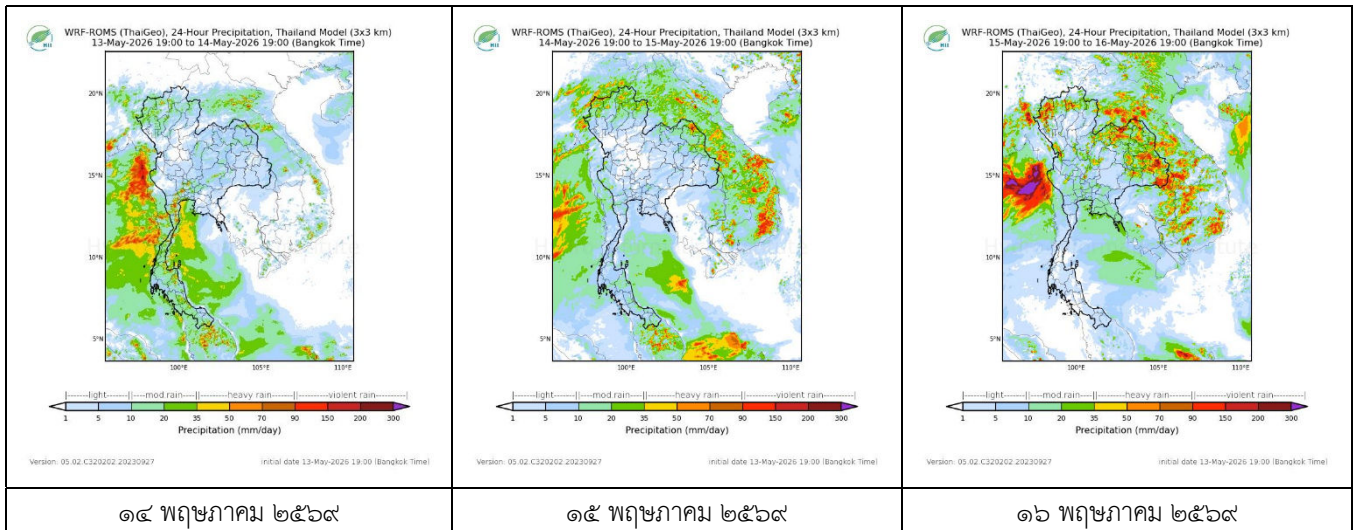 HII
WRF-ROMS (ThaiGeo), 24-Hour Precipitation, Thailand Model (3x3 km)
13-May-2026 19:00 to 14-May-2026 19:00 (Bangkok Time)
20°N
15°N
10°N
5°N
100°E 105°E 110°E
|------light------||---mod.rain---||------heavy rain------||------violent rain------|
1 5 10 20 35 50 70 90 150 200 300
Precipitation (mm/day)
Version: 05.02.C320202.20230927 initial date 13-May-2026 19:00 (Bangkok Time)
๑๔ พฤษภาคม ๒๕๖๙
HII
WRF-ROMS (ThaiGeo), 24-Hour Precipitation, Thailand Model (3x3 km)
14-May-2026 19:00 to 15-May-2026 19:00 (Bangkok Time)
20°N
15°N
10°N
5°N
100°E 105°E 110°E
|------light------||---mod.rain---||------heavy rain------||------violent rain------|
1 5 10 20 35 50 70 90 150 200 300
Precipitation (mm/day)
Version: 05.02.C320202.20230927 initial date 13-May-2026 19:00 (Bangkok Time)
๑๕ พฤษภาคม ๒๕๖๙
HII
WRF-ROMS (ThaiGeo), 24-Hour Precipitation, Thailand Model (3x3 km)
15-May-2026 19:00 to 16-May-2026 19:00 (Bangkok Time)
20°N
15°N
10°N
5°N
100°E 105°E 110°E
|------light------||---mod.rain---||------heavy rain------||------violent rain------|
1 5 10 20 35 50 70 90 150 200 300
Precipitation (mm/day)
Version: 05.02.C320202.20230927 initial date 13-May-2026 19:00 (Bangkok Time)
๑๖ พฤษภาคม ๒๕๖๙